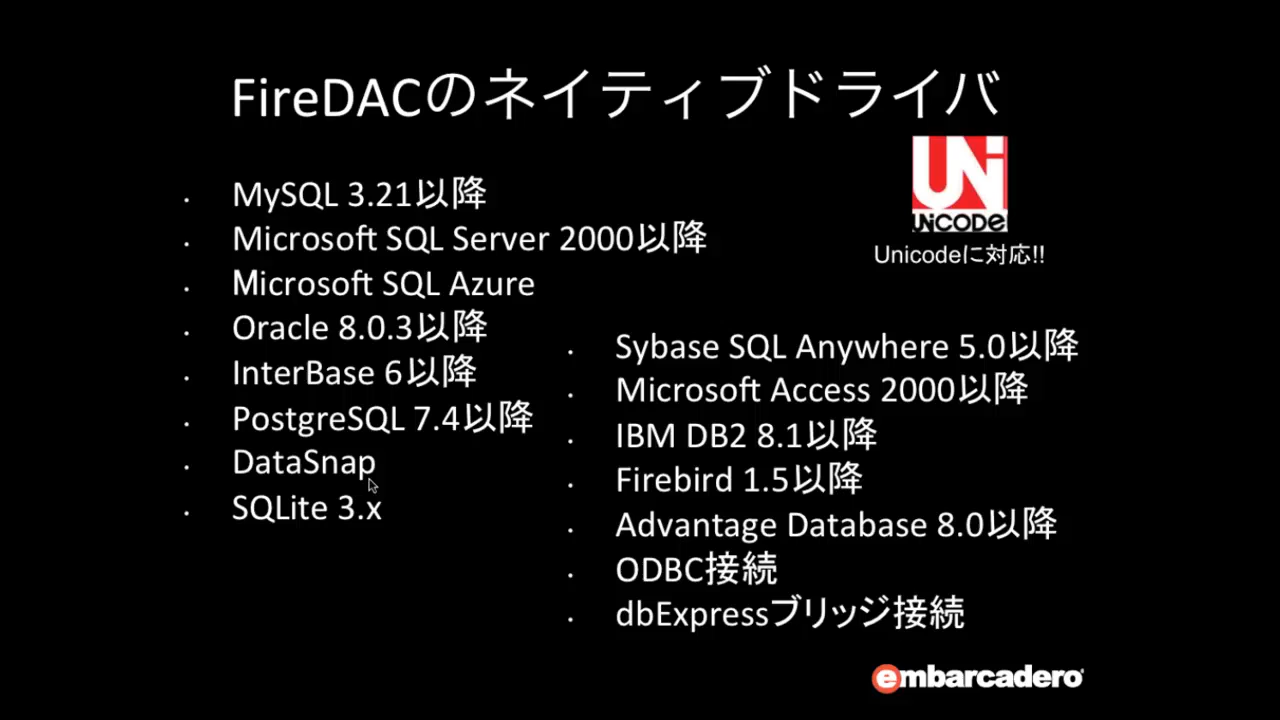 FireDACのネイティブドライバ
UNi
UNiCODE
Unicodeに対応!!
・ MySQL 3.21以降
・ Microsoft SQL Server 2000以降
・ Microsoft SQL Azure
・ Oracle 8.0.3以降
・ InterBase 6以降
・ PostgreSQL 7.4以降
・ DataSnap
・ SQLite 3.x
・ Sybase SQL Anywhere 5.0以降
・ Microsoft Access 2000以降
・ IBM DB2 8.1以降
・ Firebird 1.5以降
・ Advantage Database 8.0以降
・ ODBC接続
・ dbExpressブリッジ接続
embarcadero